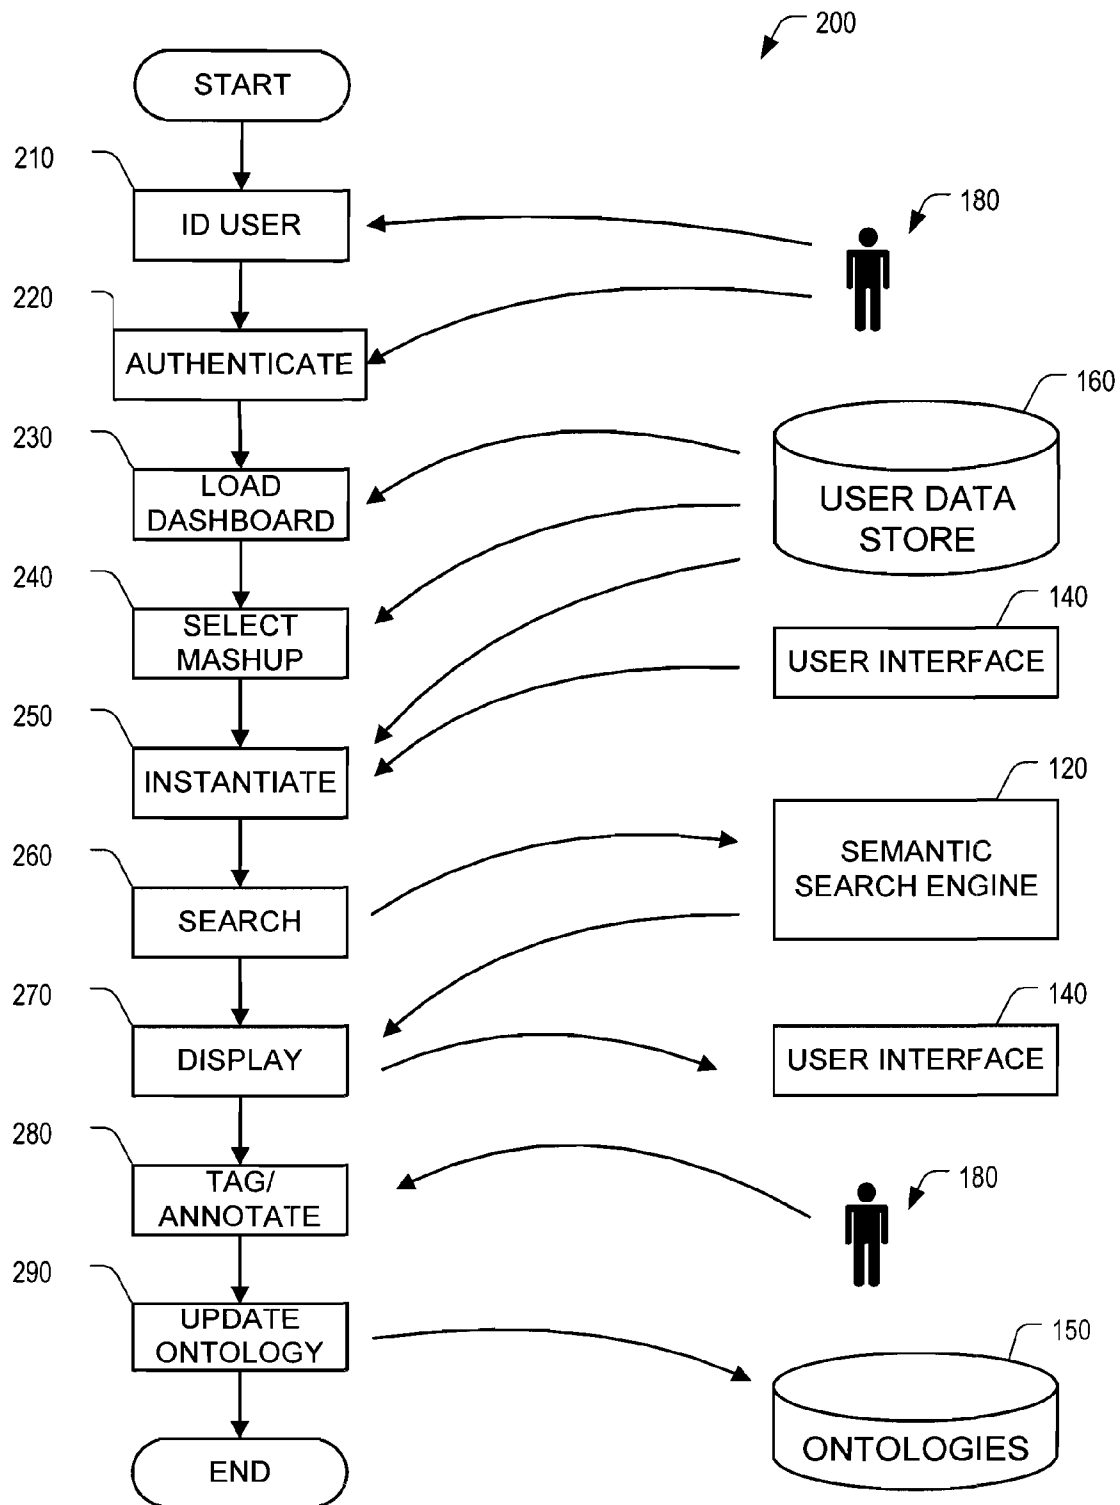 200
START
210
ID USER
180
220
AUTHENTICATE
160
230
LOAD
DASHBOARD
USER DATA
STORE
240
SELECT
MASHUP
140
USER INTERFACE
250
INSTANTIATE
120
SEMANTIC
SEARCH ENGINE
260
SEARCH
270
DISPLAY
140
USER INTERFACE
280
TAG/
ANNOTATE
180
290
UPDATE
ONTOLOGY
150
ONTOLOGIES
END